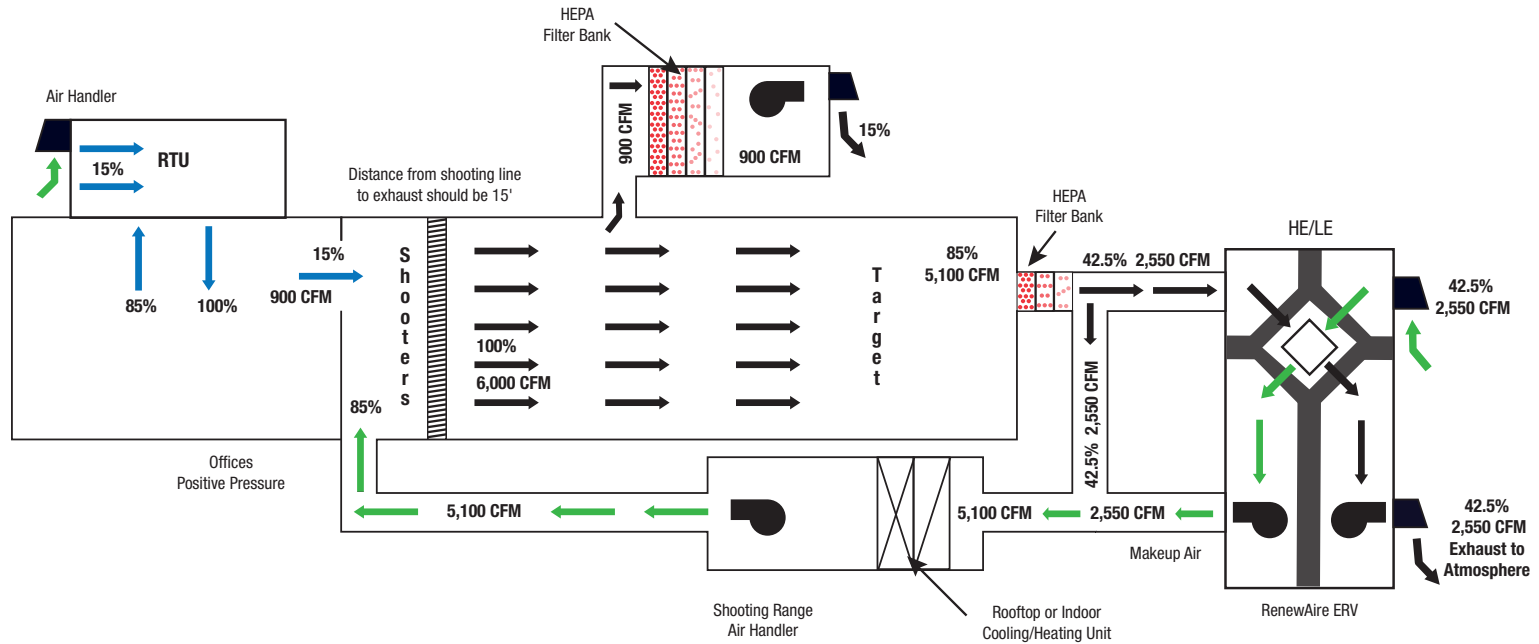 HEPA
Filter Bank
Air Handler
RTU
15%
900 CFM
900 CFM
15%
Distance from shooting line
to exhaust should be 15'
HEPA
Filter Bank
HE/LE
15%
900 CFM
85%
100%
Shooters
100%
6,000 CFM
Target
85%
5,100 CFM
42.5% 2,550 CFM
42.5%
2,550 CFM
42.5% 2,550 CFM
85%
Offices
Positive Pressure
5,100 CFM
5,100 CFM
2,550 CFM
Makeup Air
42.5%
2,550 CFM
Exhaust to
Atmosphere
Shooting Range
Air Handler
Rooftop or Indoor
Cooling/Heating Unit
RenewAire ERV